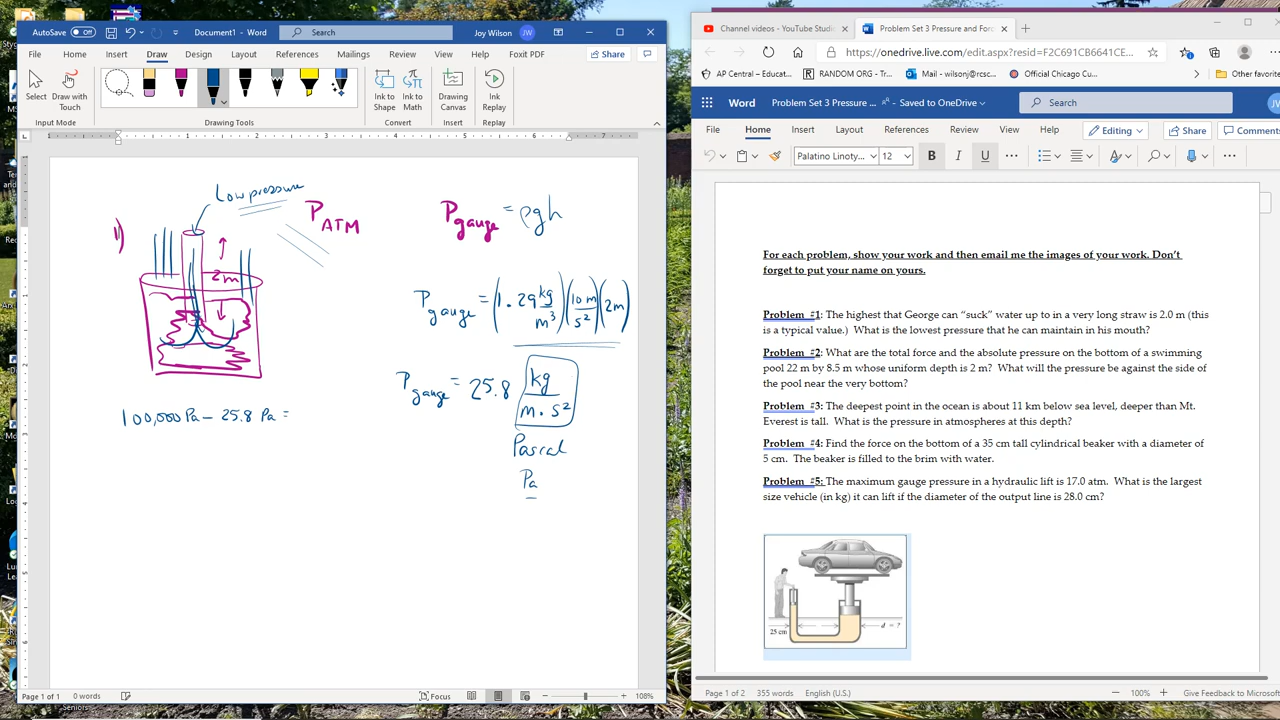 AutoSave Off Document1 - Word Search Joy Wilson
File Home Insert Draw Design Layout References Mailings Review View Help Foxit PDF Share
Select
Draw with Touch
Ink to Shape
Ink to Math
Drawing Canvas
Ink Replay
Input Mode Drawing Tools Convert Insert Replay
Low pressure
1)
P ATM
P gauge = ρgh
2m
P gauge = (1.29 kg/m³)(10 m/s²)(2m)
P gauge = 25.8 kg/m·s²
100,000 Pa – 25.8 Pa =
Pascal
Pa
Page 1 of 1 0 words Focus 108%
Channel videos - YouTube Studio
Problem Set 3 Pressure and Forc
https://onedrive.live.com/edit.aspx?resid=F2C691CB6641CE...
AP Central – Educat... RANDOM ORG - Tr... Mail - wilsonj@rcsc... Official Chicago Cu... Other favorites
Word Problem Set 3 Pressure ... - Saved to OneDrive Search JW
File Home Insert Layout References Review View Help Editing Share Comments
Palatino Linoty... 12 B I U
For each problem, show your work and then email me the images of your work. Don’t
forget to put your name on yours.
Problem #1: The highest that George can “suck” water up to in a very long straw is 2.0 m (this
is a typical value.) What is the lowest pressure that he can maintain in his mouth?
Problem #2: What are the total force and the absolute pressure on the bottom of a swimming
pool 22 m by 8.5 m whose uniform depth is 2 m? What will the pressure be against the side of
the pool near the very bottom?
Problem #3: The deepest point in the ocean is about 11 km below sea level, deeper than Mt.
Everest is tall. What is the pressure in atmospheres at this depth?
Problem #4: Find the force on the bottom of a 35 cm tall cylindrical beaker with a diameter of
5 cm. The beaker is filled to the brim with water.
Problem #5: The maximum gauge pressure in a hydraulic lift is 17.0 atm. What is the largest
size vehicle (in kg) it can lift if the diameter of the output line is 28.0 cm?
25 cm d = ?
Page 1 of 2 355 words English (U.S.) 100% Give Feedback to Microsoft